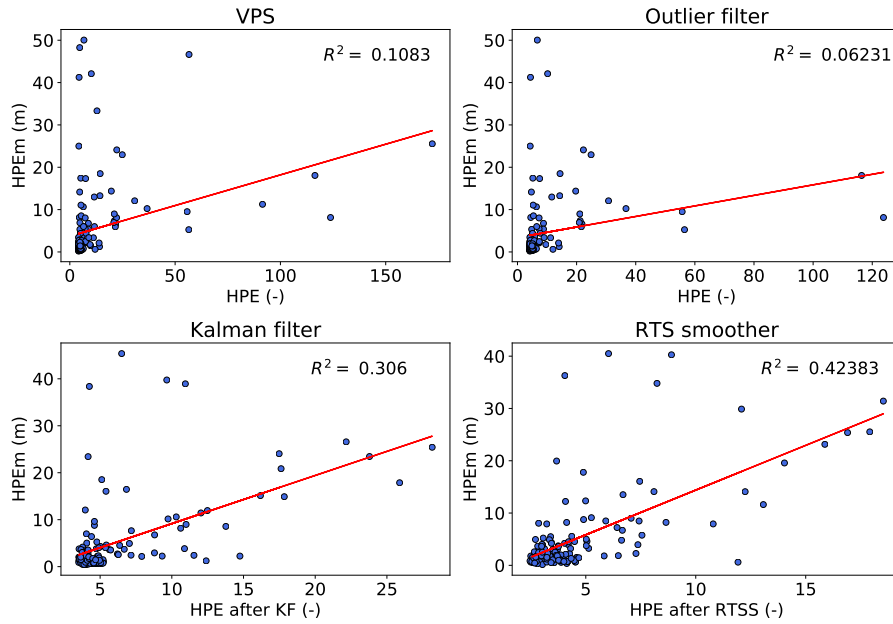 VPS
R² = 0.1083
HPEm (m)
50
40
30
20
10
0
0 50 100 150
HPE (-)
Outlier filter
R² = 0.06231
HPEm (m)
50
40
30
20
10
0
0 20 40 60 80 100 120
HPE (-)
Kalman filter
R² = 0.306
HPEm (m)
40
30
20
10
0
5 10 15 20 25
HPE after KF (-)
RTS smoother
R² = 0.42383
HPEm (m)
40
30
20
10
0
5 10 15
HPE after RTSS (-)